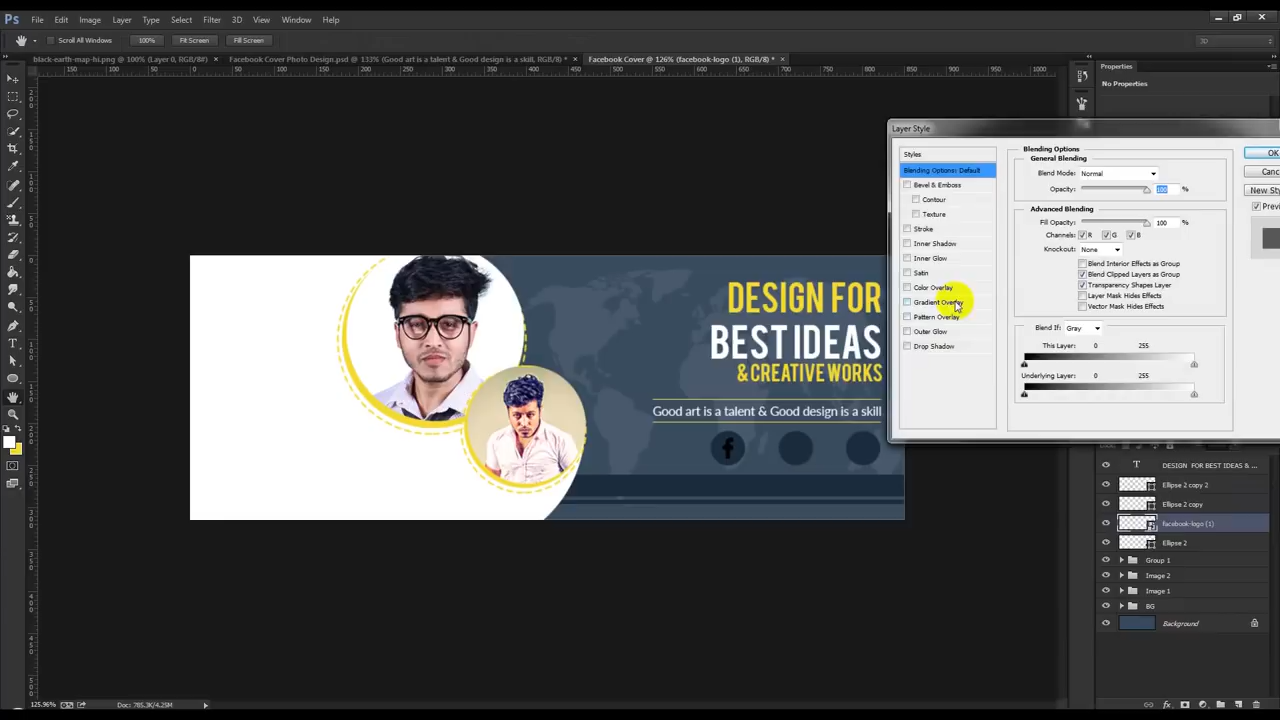 Ps File Edit Image Layer Type Select Filter 3D View Window Help
Scroll All Windows 100% Fit Screen Fill Screen 3D
black-earth-map-hi.png @ 100% (Layer 0, RGB/8#) × Facebook Cover Photo Design.psd @ 133% (Good art is a talent & Good design is a skill, RGB/8) * × Facebook Cover @ 126% (facebook-logo (1), RGB/8) * ×
Properties
No Properties
Layer Style
Styles
Blending Options: Default
Bevel & Emboss
Contour
Texture
Stroke
Inner Shadow
Inner Glow
Satin
Color Overlay
Gradient Overlay
Pattern Overlay
Outer Glow
Drop Shadow
Blending Options
General Blending
Blend Mode: Normal
Opacity: 100 %
Advanced Blending
Fill Opacity: 100 %
Channels: R G B
Knockout: None
Blend Interior Effects as Group
Blend Clipped Layers as Group
Transparency Shapes Layer
Layer Mask Hides Effects
Vector Mask Hides Effects
Blend If: Gray
This Layer: 0 255
Underlying Layer: 0 255
OK
Canc
New Sty
Previ
DESIGN FOR
BEST IDEAS
& CREATIVE WORKS
Good art is a talent & Good design is a skill
f
T DESIGN FOR BEST IDEAS & ...
Ellipse 2 copy 2
Ellipse 2 copy
facebook-logo (1)
Ellipse 2
Group 1
Image 2
Image 1
BG
Background
125.96% Doc: 785.3K/4.25M